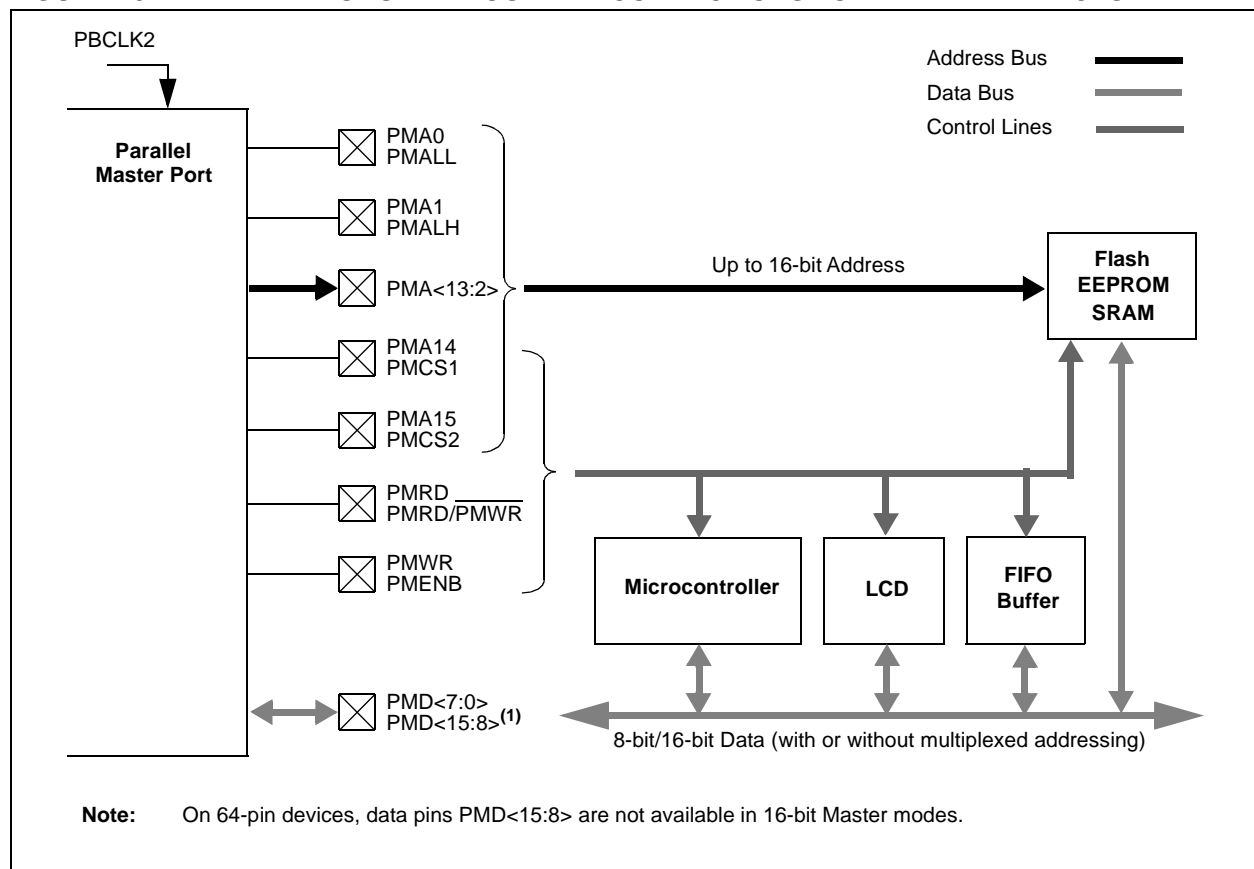 PBCLK2
Address Bus
Data Bus
Control Lines
Parallel
Master Port
PMA0
PMALL
PMA1
PMALH
PMA<13:2>
Up to 16-bit Address
Flash
EEPROM
SRAM
PMA14
PMCS1
PMA15
PMCS2
PMRD
PMRD/PMWR
PMWR
PMENB
Microcontroller
LCD
FIFO
Buffer
PMD<7:0>
PMD<15:8>(1)
8-bit/16-bit Data (with or without multiplexed addressing)
Note: On 64-pin devices, data pins PMD<15:8> are not available in 16-bit Master modes.